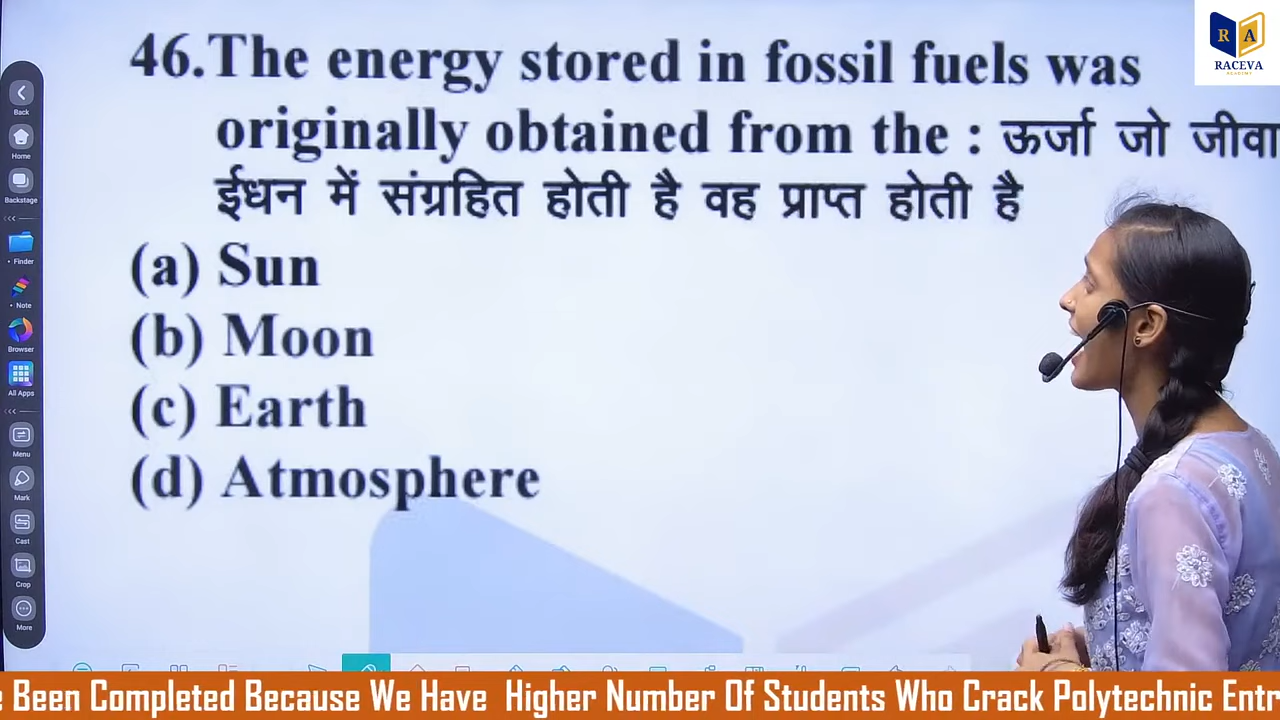 46.The energy stored in fossil fuels was
originally obtained from the : ऊर्जा जो जीवा
ईधन में संग्रहित होती है वह प्राप्त होती है
(a) Sun
(b) Moon
(c) Earth
(d) Atmosphere
R A
RACEVA
ACADEMY
Back
Home
Backstage
Finder
Note
Browser
All Apps
Menu
Mark
Cast
Crop
More
e Been Completed Because We Have Higher Number Of Students Who Crack Polytechnic Entr